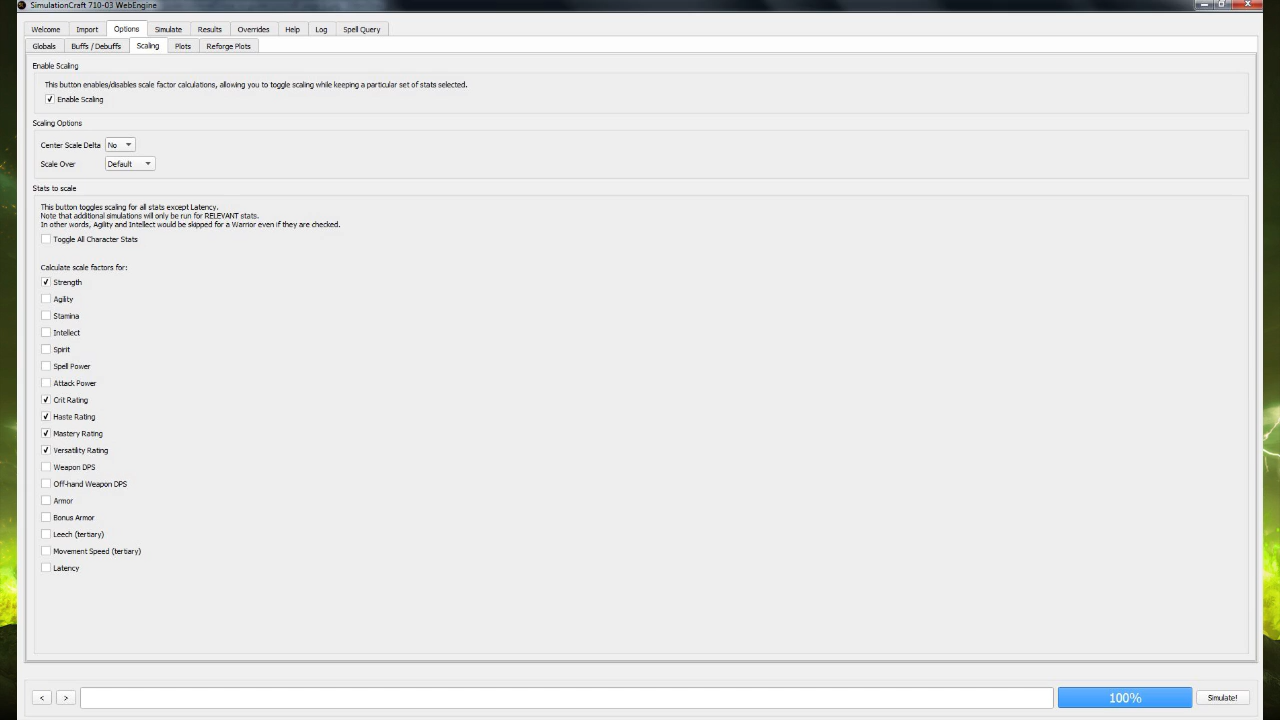 SimulationCraft 710-03 WebEngine
Welcome Import Options Simulate Results Overrides Help Log Spell Query
Globals Buffs / Debuffs Scaling Plots Reforge Plots
Enable Scaling
This button enables/disables scale factor calculations, allowing you to toggle scaling while keeping a particular set of stats selected.
Enable Scaling
Scaling Options
Center Scale Delta No
Scale Over Default
Stats to scale
This button toggles scaling for all stats except Latency.
Note that additional simulations will only be run for RELEVANT stats.
In other words, Agility and Intellect would be skipped for a Warrior even if they are checked.
Toggle All Character Stats
Calculate scale factors for:
Strength
Agility
Stamina
Intellect
Spirit
Spell Power
Attack Power
Crit Rating
Haste Rating
Mastery Rating
Versatility Rating
Weapon DPS
Off-hand Weapon DPS
Armor
Bonus Armor
Leech (tertiary)
Movement Speed (tertiary)
Latency
< > 100% Simulate!